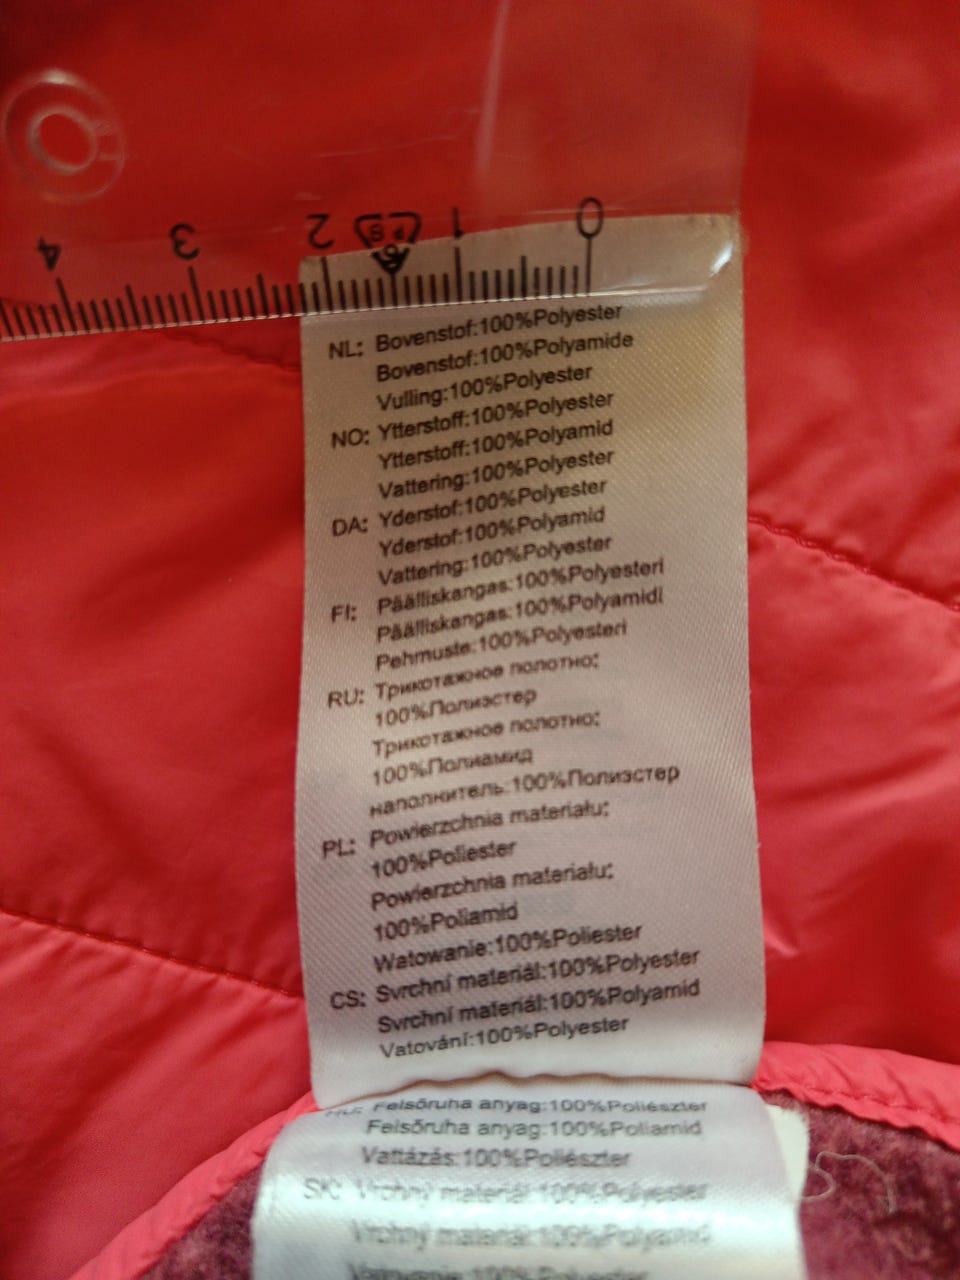 4 3 2 1 0
NL: Bovenstof:100%Polyester
Bovenstof:100%Polyamide
Vulling:100%Polyester
NO: Ytterstoff:100%Polyester
Ytterstoff:100%Polyamid
Vattering:100%Polyester
DA: Yderstof:100%Polyester
Yderstof:100%Polyamid
Vattering:100%Polyester
FI: Päälliskangas:100%Polyesteri
Päälliskangas:100%Polyamidi
Pehmuste:100%Polyesteri
RU: Трикотажное полотно:
100%Полиэстер
Трикотажное полотно:
100%Полиамид
наполнитель:100%Полиэстер
PL: Powierzchnia materiału:
100%Poliester
Powierzchnia materiału:
100%Poliamid
Watowanie:100%Poliester
CS: Svrchní materiál:100%Polyester
Svrchní materiál:100%Polyamid
Vatování:100%Polyester
HU: Felsőruha anyag:100%Poliészter
Felsőruha anyag:100%Poliamid
Vattázás:100%Poliészter
SK: Vrchný materiál:100%Polyester
Vrchný materiál:100%Polyamid